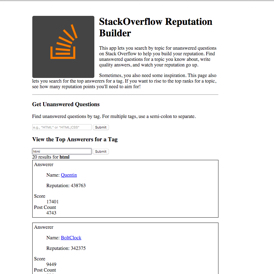 StackOverflow Reputation
Builder
This app lets you search by topic for unanswered questions
on Stack Overflow to help you build your reputation. Find
unanswered questions for a topic you know about, write
quality answers, and watch your reputation go up.
Sometimes, you also need some inspiration. This page also
lets you search for the top answerers for a tag. If you want to rise to the top ranks for a topic,
see how many reputation points you'll need to aim for!
Get Unanswered Questions
Find unanswered questions by tag. For multiple tags, use a semi-colon to separate.
Submit
View the Top Answerers for a Tag
html
Submit
20 results for html
Answerer
Name: Quentin
Reputation: 438763
Score
17401
Post Count
4743
Answerer
Name: BoltClock
Reputation: 342375
Score
9449
Post Count